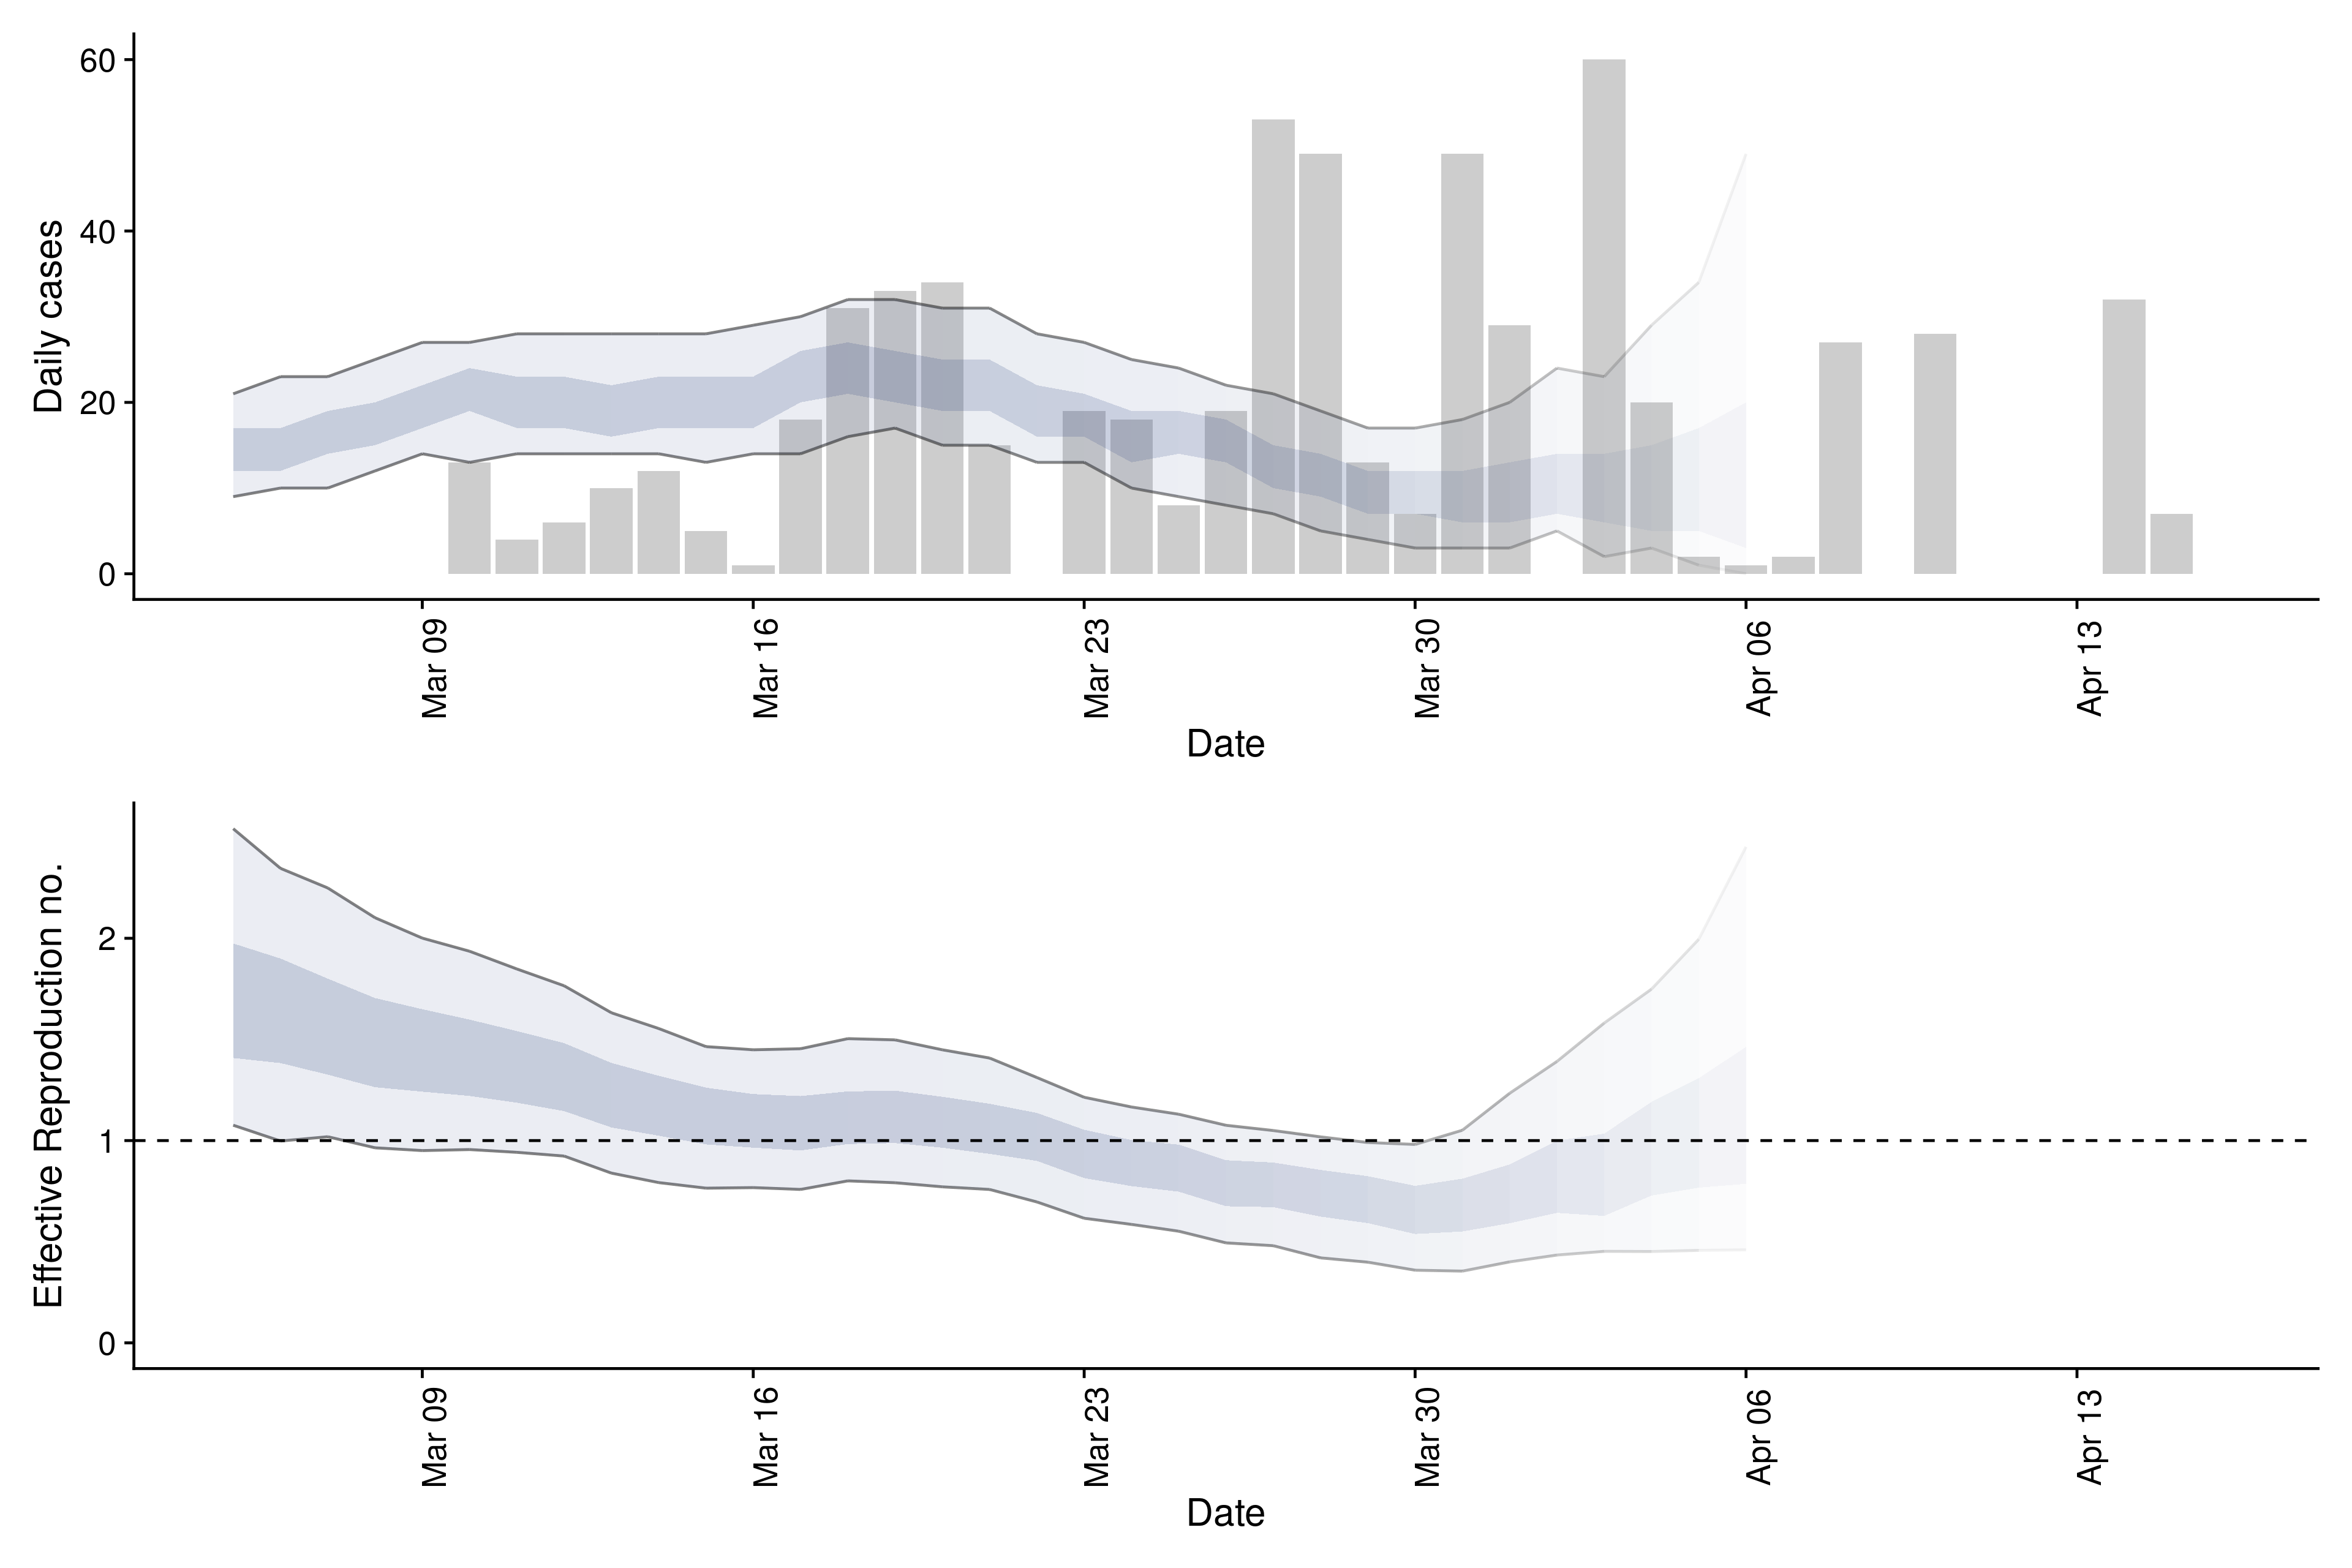 Daily cases
60
40
20
0
Mar 09
Mar 16
Mar 23
Mar 30
Apr 06
Apr 13
Date
Effective Reproduction no.
2
1
0
Mar 09
Mar 16
Mar 23
Mar 30
Apr 06
Apr 13
Date